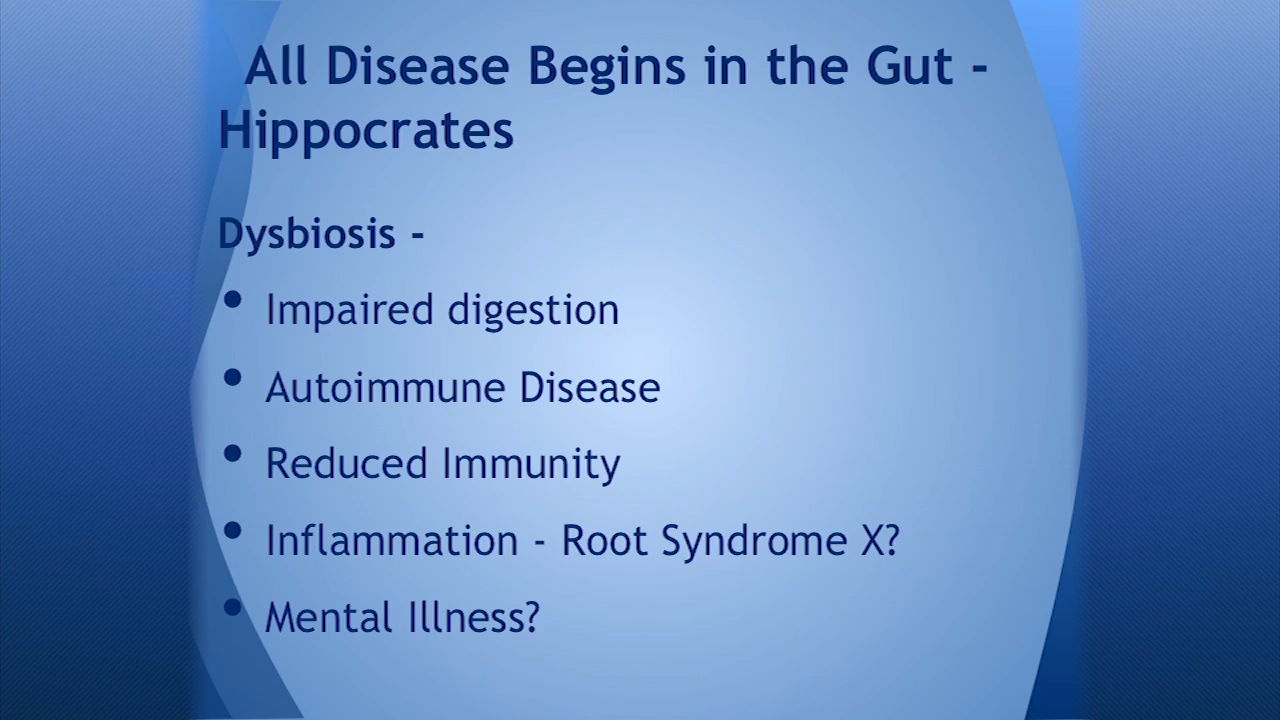 All Disease Begins in the Gut -
Hippocrates
Dysbiosis -
• Impaired digestion
• Autoimmune Disease
• Reduced Immunity
• Inflammation - Root Syndrome X?
• Mental Illness?